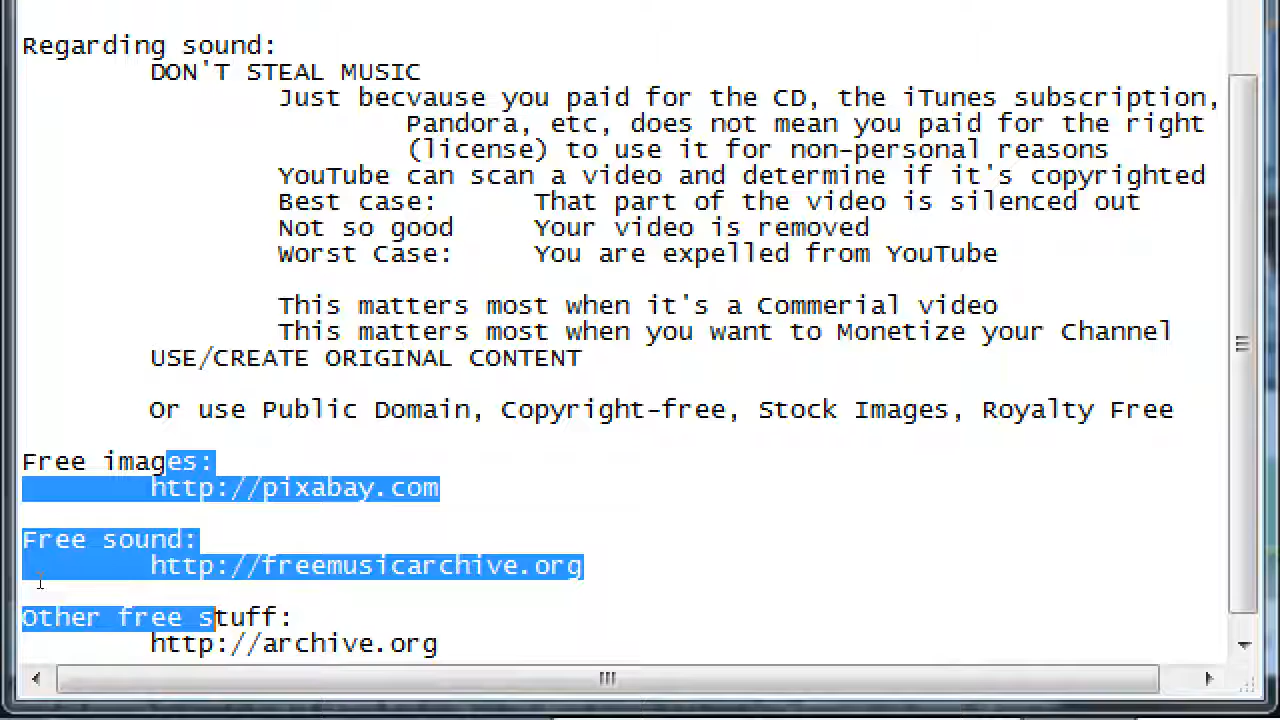 Regarding sound:
DON'T STEAL MUSIC
Just becvause you paid for the CD, the iTunes subscription,
Pandora, etc, does not mean you paid for the right
(license) to use it for non-personal reasons
YouTube can scan a video and determine if it's copyrighted
Best case: That part of the video is silenced out
Not so good Your video is removed
Worst Case: You are expelled from YouTube
This matters most when it's a Commerial video
This matters most when you want to Monetize your Channel
USE/CREATE ORIGINAL CONTENT
Or use Public Domain, Copyright-free, Stock Images, Royalty Free
Free images:
http://pixabay.com
Free sound:
http://freemusicarchive.org
Other free stuff:
http://archive.org